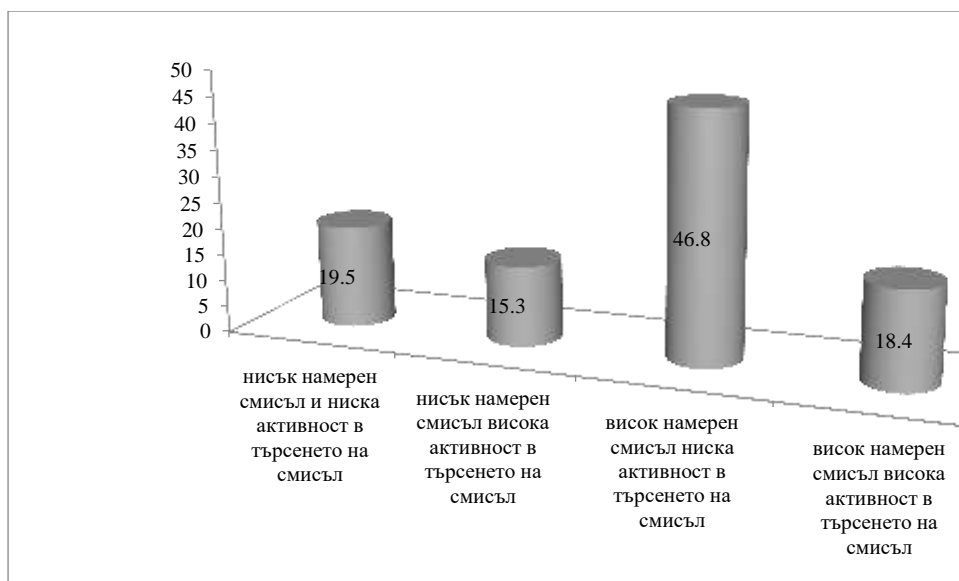 50
45
40
35
30
25
20
15
10
5
0
19.5
15.3
46.8
18.4
нисък намерен
смисъл и ниска
активност в
търсенето на
смисъл
нисък намерен
смисъл висока
активност в
търсенето на
смисъл
висок намерен
смисъл ниска
активност в
търсенето на
смисъл
висок намерен
смисъл висока
активност в
търсенето на
смисъл